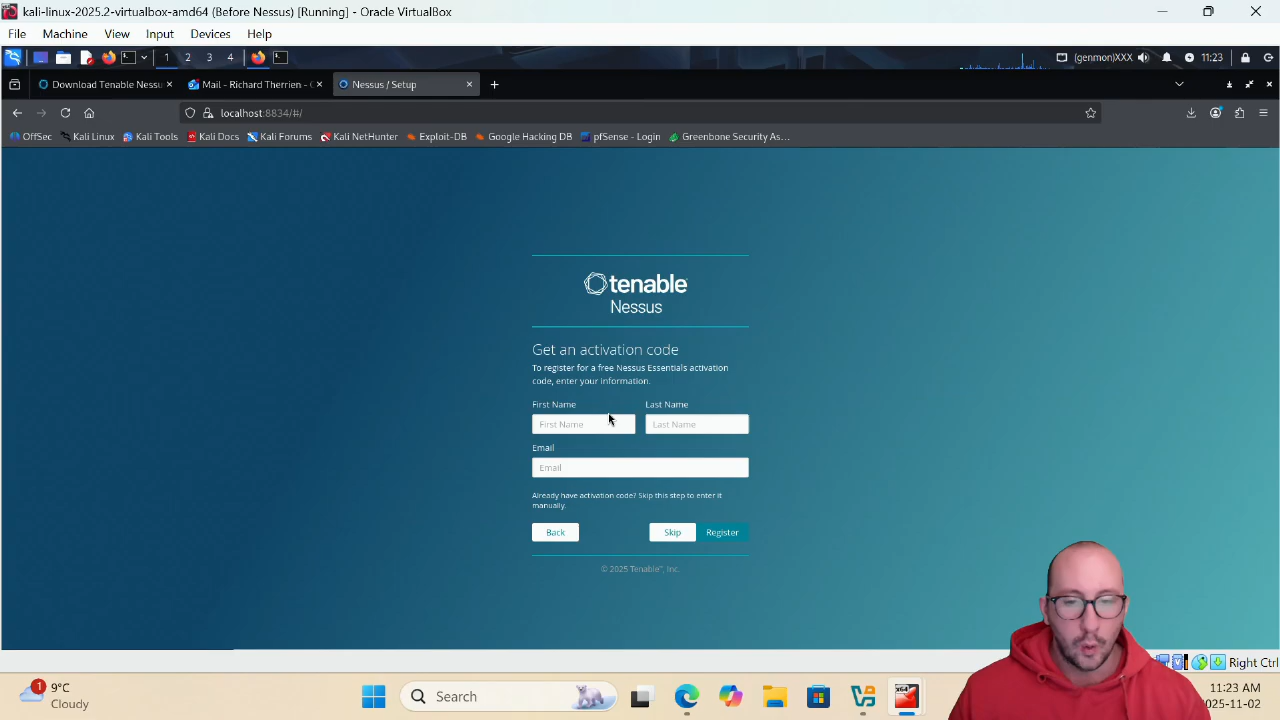 kali-linux-2025.2-virtualbox-amd64 (Before Nessus) [Running] - Oracle VirtualBox
File Machine View Input Devices Help
1 2 3 4 (genmon)XXX 11:23
Download Tenable Nessu Mail - Richard Therrien - Nessus / Setup
localhost:8834/#/
OffSec Kali Linux Kali Tools Kali Docs Kali Forums Kali NetHunter Exploit-DB Google Hacking DB pfSense - Login Greenbone Security As...
tenable
Nessus
Get an activation code
To register for a free Nessus Essentials activation
code, enter your information.
First Name Last Name
First Name Last Name
Email
Email
Already have activation code? Skip this step to enter it
manually.
Back Skip Register
© 2025 Tenable™, Inc.
Right Ctrl
1 9°C
Cloudy
Search
x64
11:23 AM
2025-11-02